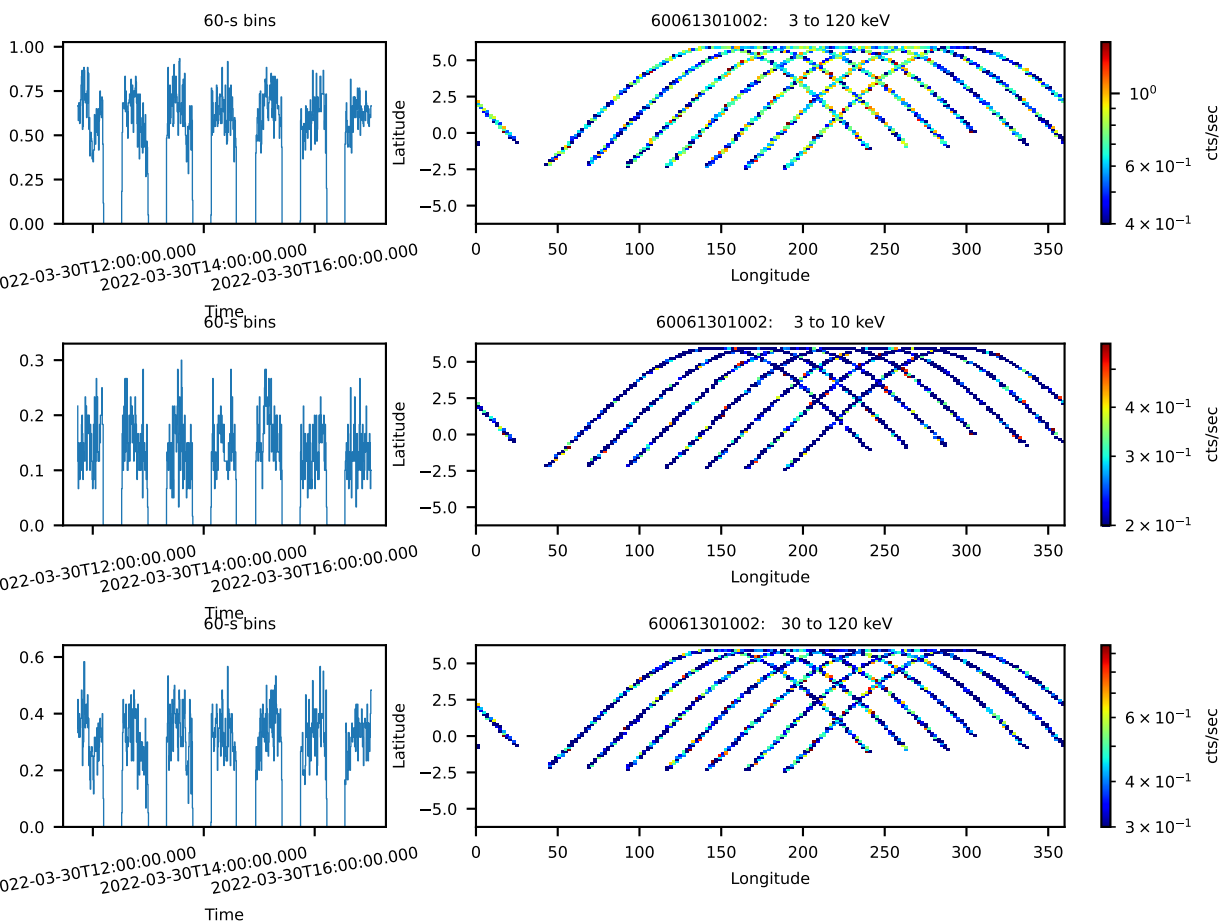 60-s bins
60061301002:    3 to 120 keV
1.00
0.75
0.50
0.25
0.00
022-03-30T12:00:00.000
2022-03-30T14:00:00.000
2022-03-30T16:00:00.000
Time
Latitude
5.0
2.5
0.0
−2.5
−5.0
0 50 100 150 200 250 300 350
Longitude
10⁰
6 × 10⁻¹
4 × 10⁻¹
cts/sec
60-s bins
60061301002:    3 to 10 keV
0.3
0.2
0.1
0.0
022-03-30T12:00:00.000
2022-03-30T14:00:00.000
2022-03-30T16:00:00.000
Time
Latitude
5.0
2.5
0.0
−2.5
−5.0
0 50 100 150 200 250 300 350
Longitude
4 × 10⁻¹
3 × 10⁻¹
2 × 10⁻¹
cts/sec
60-s bins
60061301002:   30 to 120 keV
0.6
0.4
0.2
0.0
022-03-30T12:00:00.000
2022-03-30T14:00:00.000
2022-03-30T16:00:00.000
Time
Latitude
5.0
2.5
0.0
−2.5
−5.0
0 50 100 150 200 250 300 350
Longitude
6 × 10⁻¹
4 × 10⁻¹
3 × 10⁻¹
cts/sec